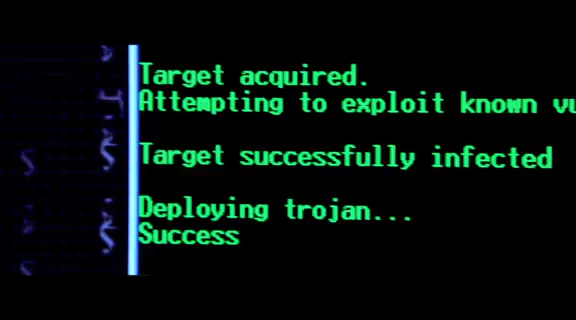 Target acquired.
Attempting to exploit known
Target successfully infected
Deploying trojan...
Success